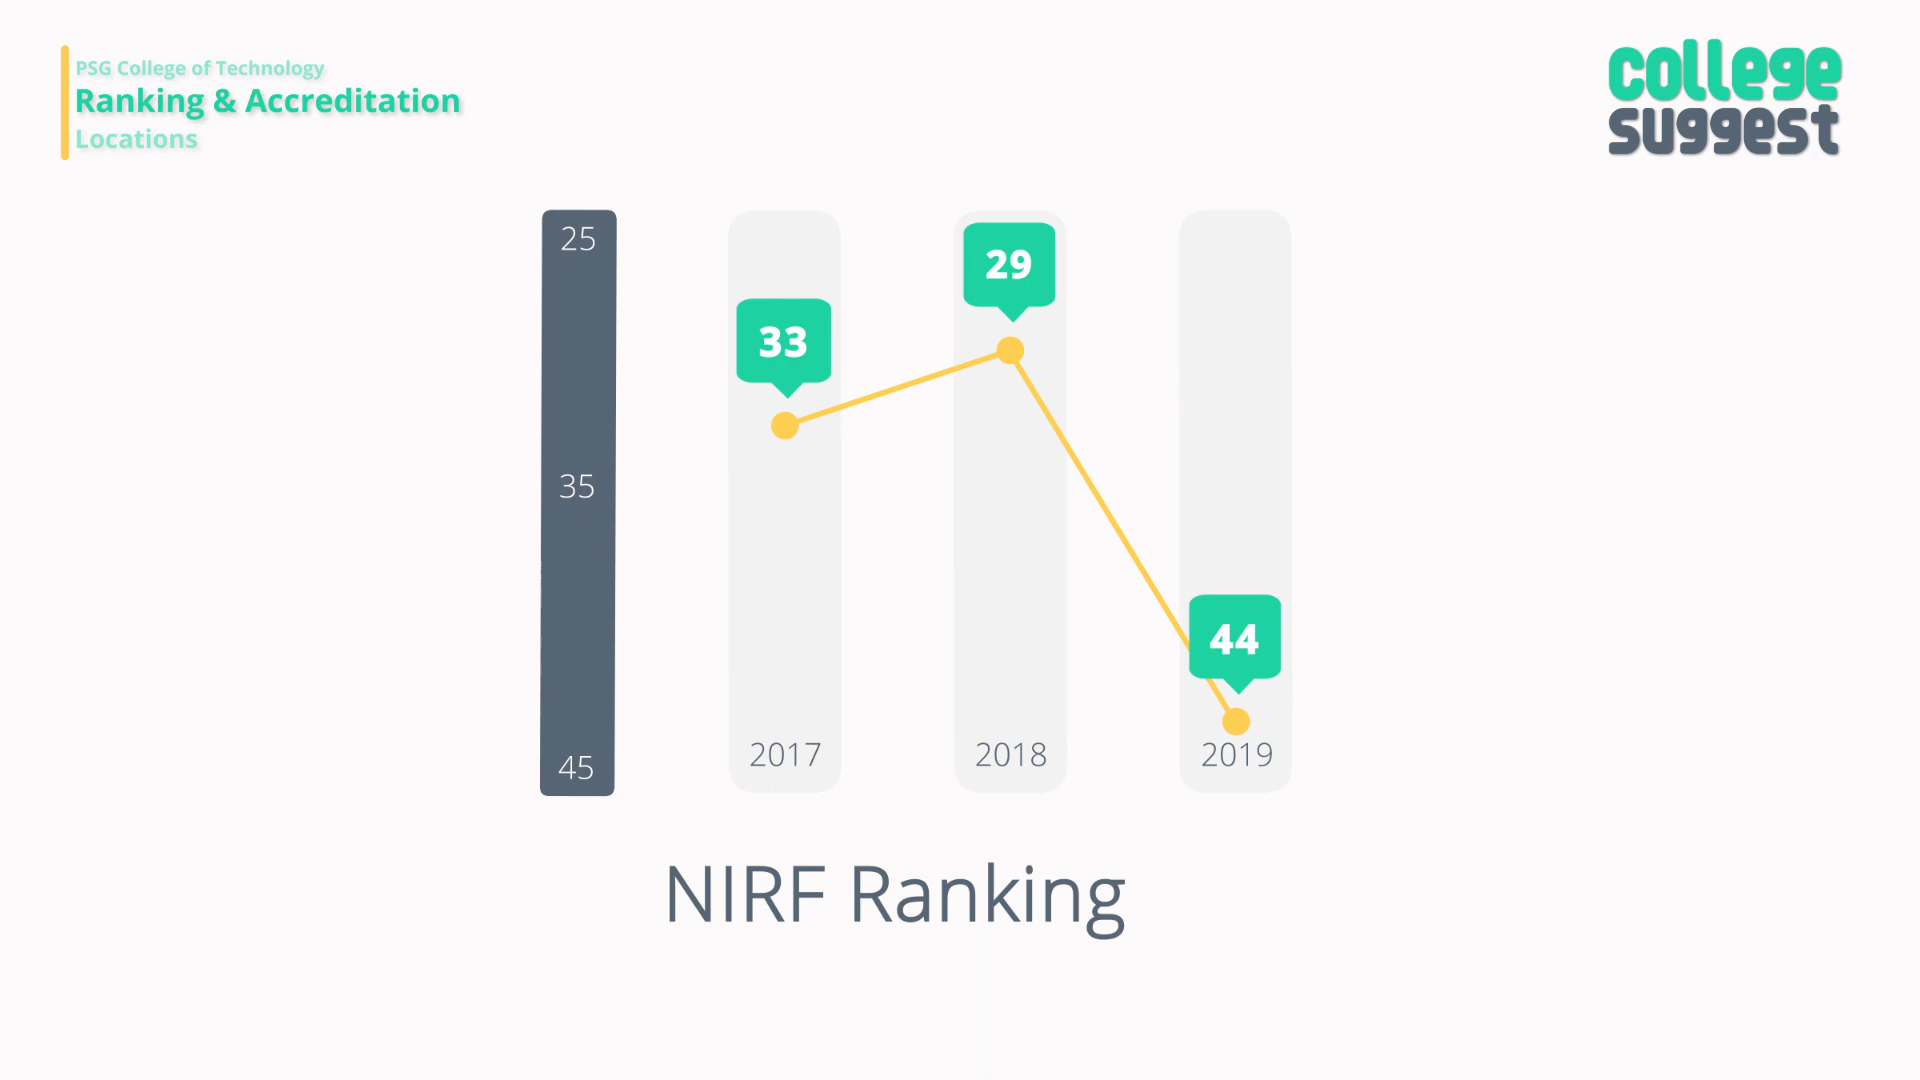 PSG College of Technology
Ranking & Accreditation
Locations
college
suggest
25
35
45
33
29
44
2017
2018
2019
NIRF Ranking